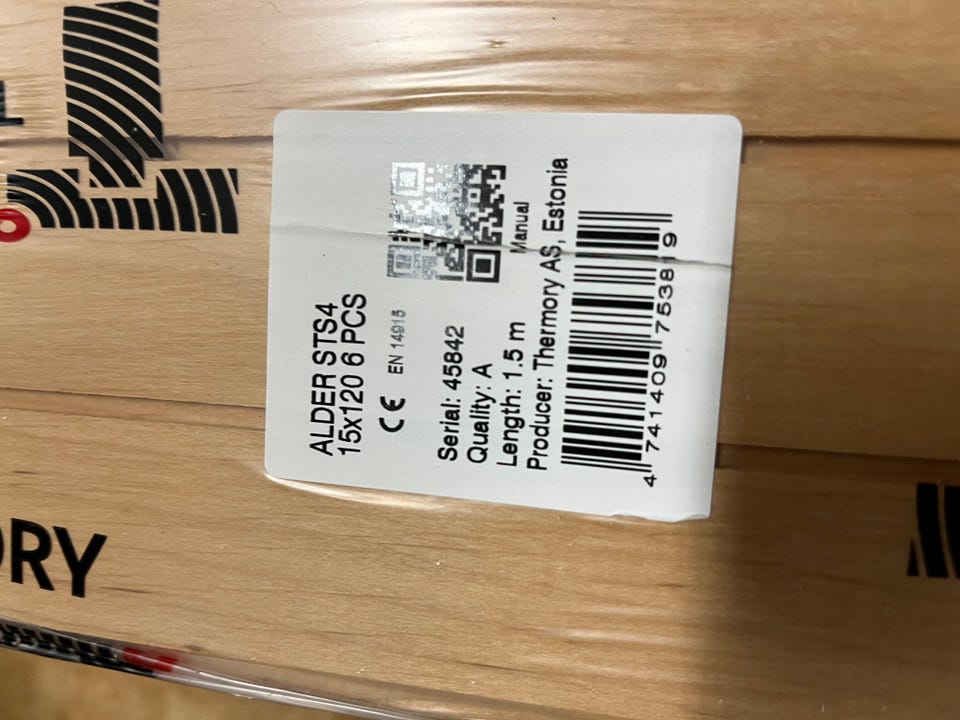 ALDER STS4
15x120 6 PCS
EN 14915
Manual
Serial: 45842
Quality: A
Length: 1.5 m
Producer: Thermory AS, Estonia
4 741409 753819
ORY